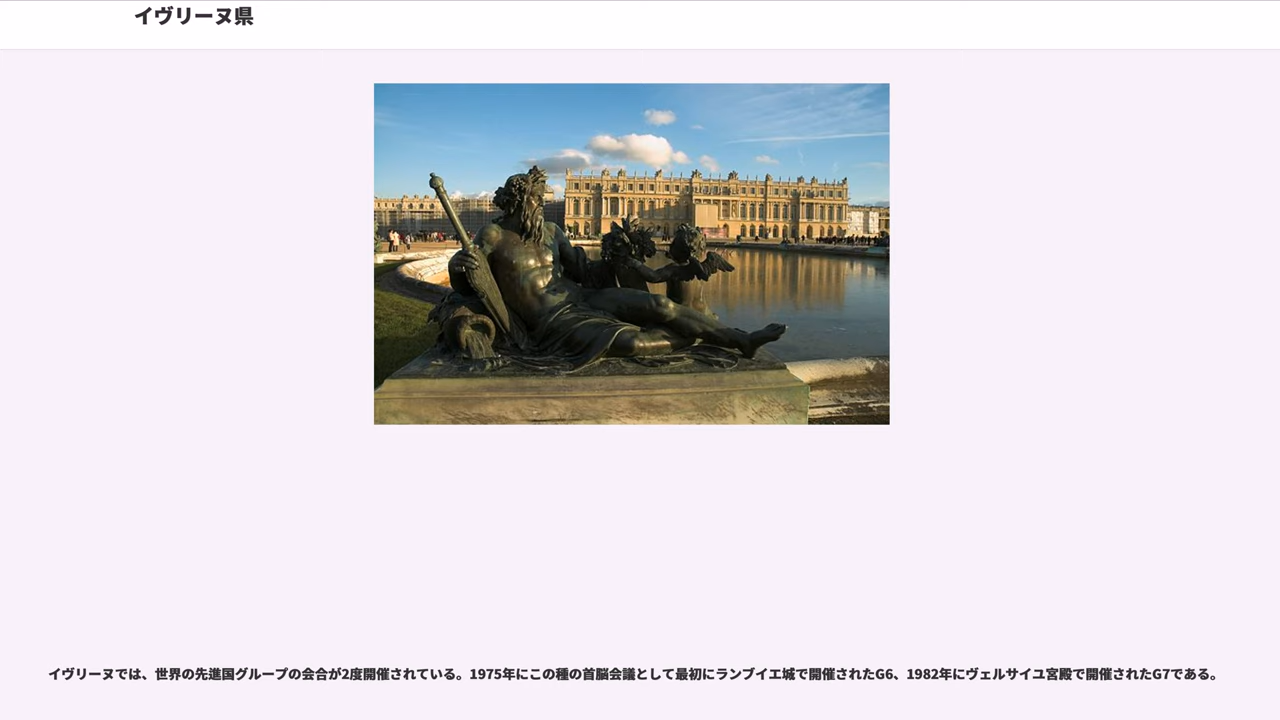 イヴリーヌ県
イヴリーヌでは、世界の先進国グループの会合が2度開催されている。1975年にこの種の首脳会議として最初にランブイエ城で開催されたG6、1982年にヴェルサイユ宮殿で開催されたG7である。